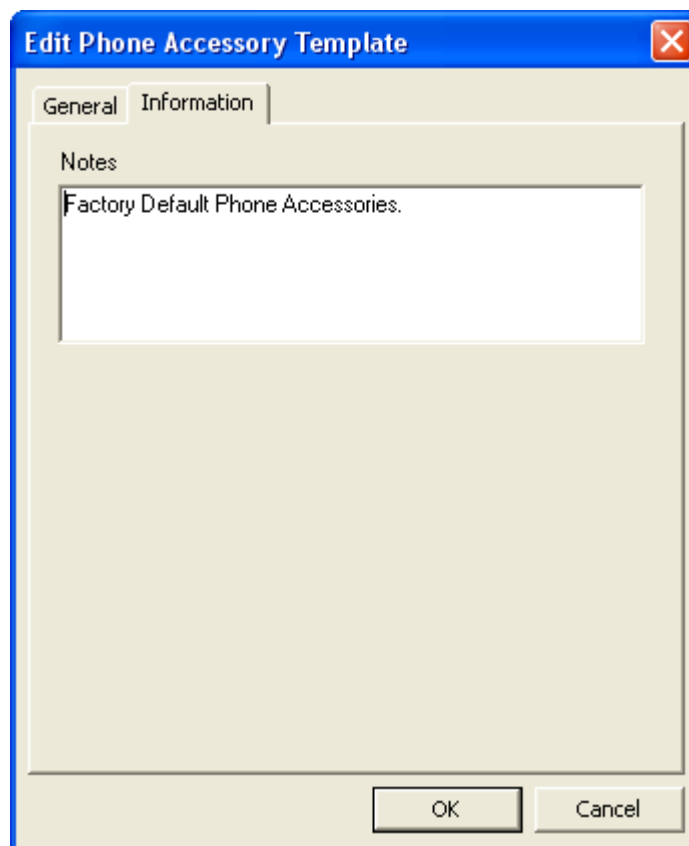 Edit Phone Accessory Template
General Information
Notes
Factory Default Phone Accessories.
OK Cancel